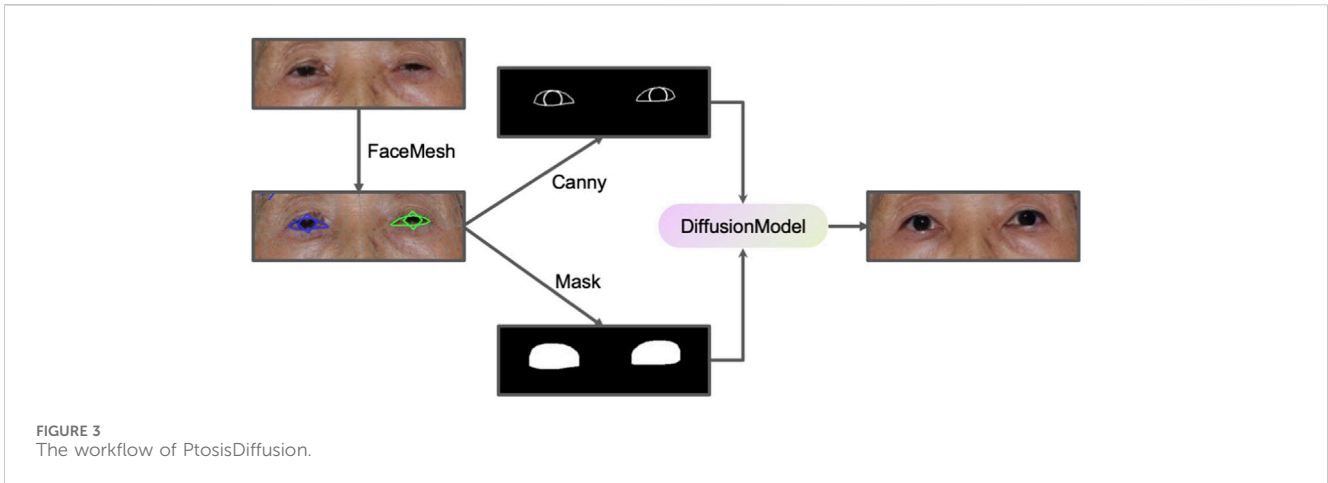 FaceMesh
Canny
DiffusionModel
Mask
FIGURE 3
The workflow of PtosisDiffusion.